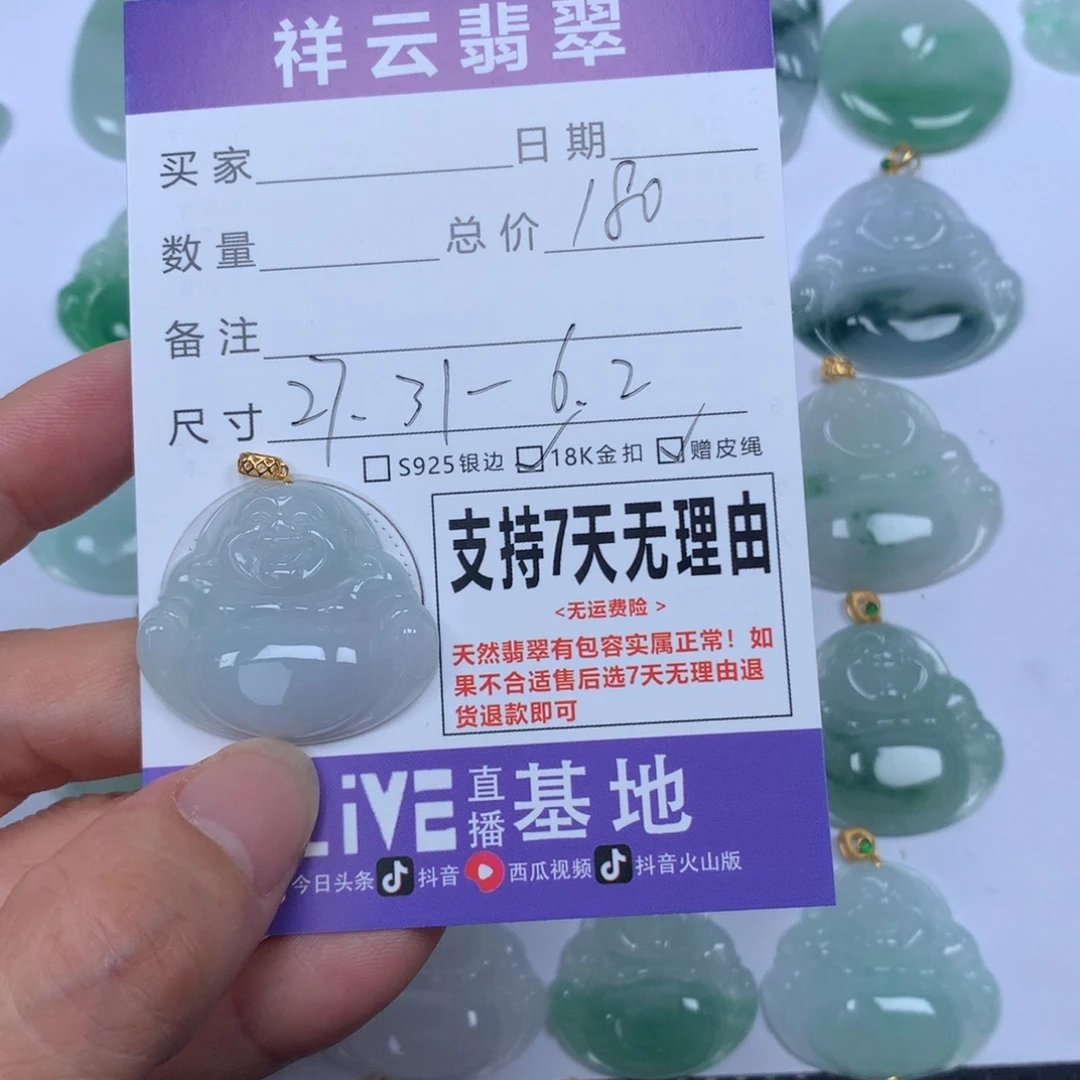 祥云翡翠
买家 日期
数量 总价 180
备注
尺寸 27-31-6.2
□S925银边 ☑18K金扣 ☑赠皮绳
支持7天无理由
<无运费险 >
天然翡翠有包容实属正常！如
果不合适售后选7天无理由退
货退款即可
LiVE直播基地
今日头条 抖音 西瓜视频 抖音火山版